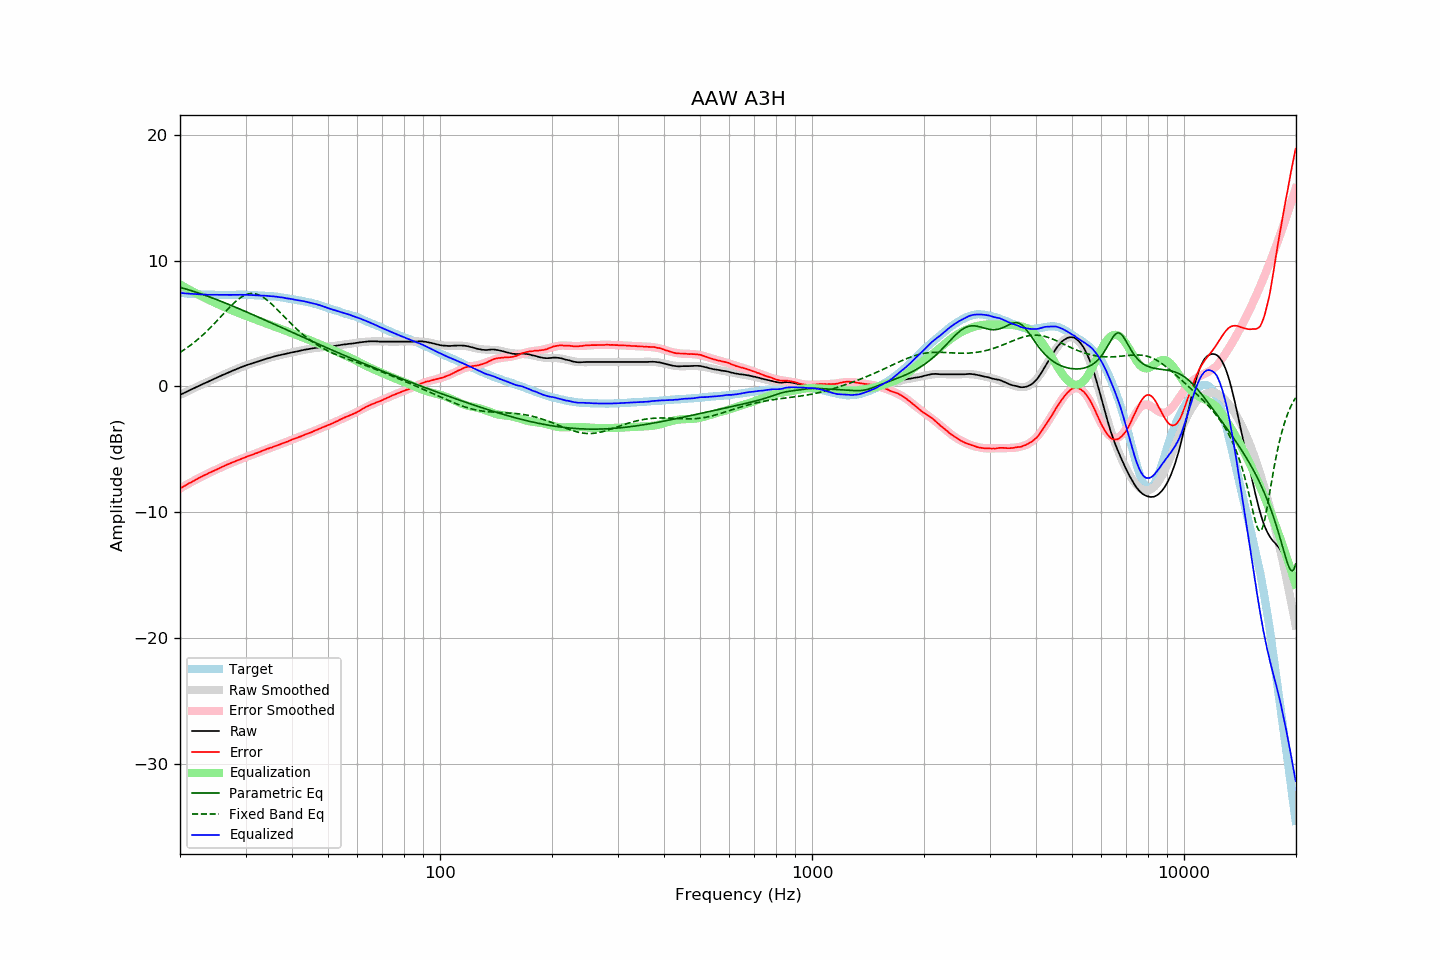 AAW A3H
20
10
0
−10
−20
−30
Amplitude (dBr)
Target
Raw Smoothed
Error Smoothed
Raw
Error
Equalization
Parametric Eq
Fixed Band Eq
Equalized
100
1000
10000
Frequency (Hz)